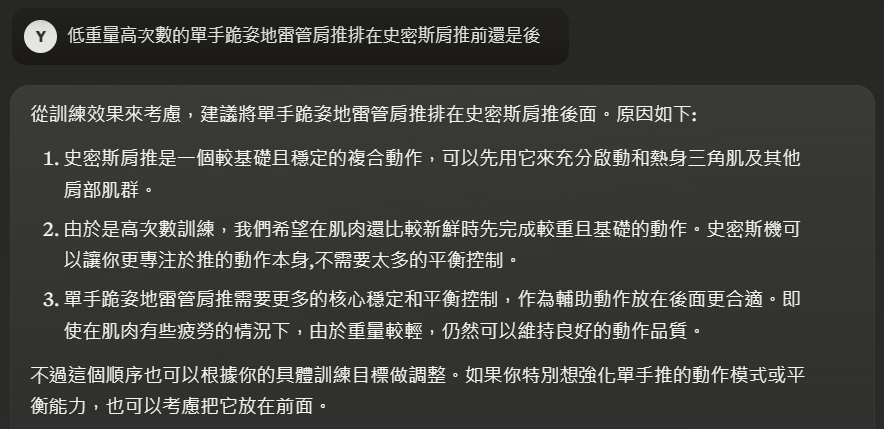 Y 低重量高次數的單手跪姿地雷管肩推排在史密斯肩推前還是後
從訓練效果來考慮，建議將單手跪姿地雷管肩推排在史密斯肩推後面。原因如下:
1. 史密斯肩推是一個較基礎且穩定的複合動作，可以先用它來充分啟動和熱身三角肌及其他
肩部肌群。
2. 由於是高次數訓練，我們希望在肌肉還比較新鮮時先完成較重且基礎的動作。史密斯機可
以讓你更專注於推的動作本身,不需要太多的平衡控制。
3. 單手跪姿地雷管肩推需要更多的核心穩定和平衡控制，作為輔助動作放在後面更合適。即
使在肌肉有些疲勞的情況下，由於重量較輕，仍然可以維持良好的動作品質。
不過這個順序也可以根據你的具體訓練目標做調整。如果你特別想強化單手推的動作模式或平
衡能力，也可以考慮把它放在前面。